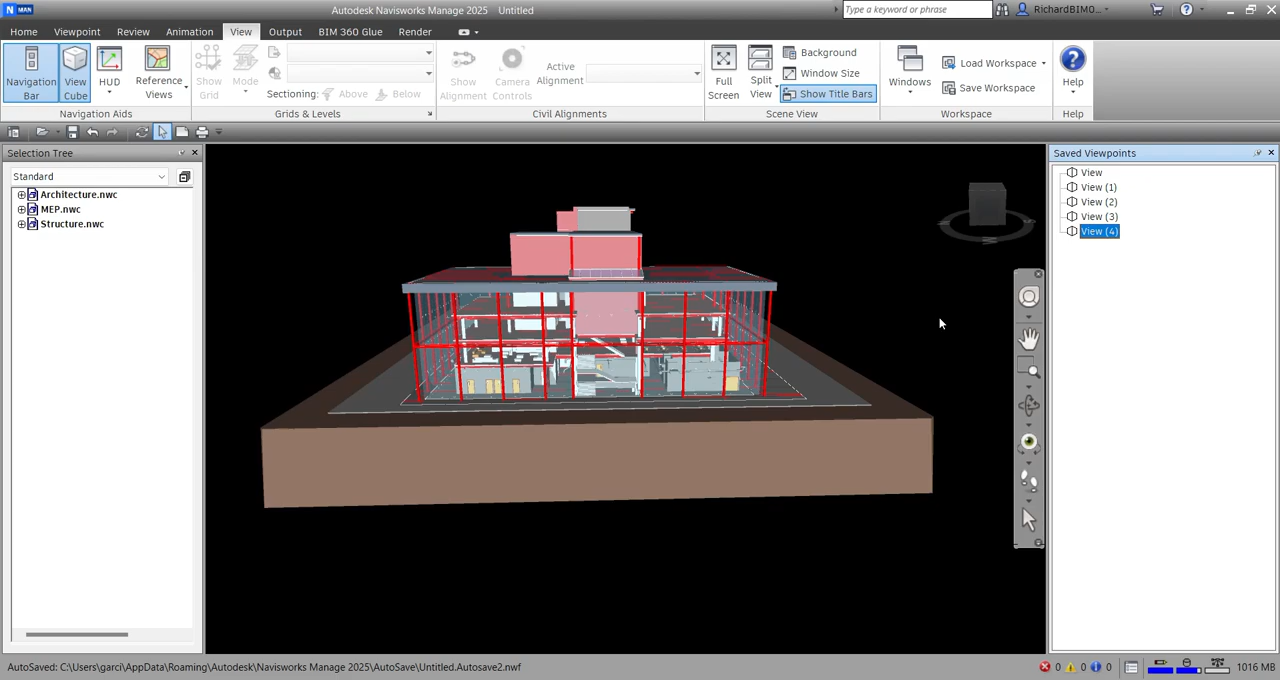 N MAN
Autodesk Navisworks Manage 2025 Untitled
Type a keyword or phrase
RichardBIMO...
Home Viewpoint Review Animation View Output BIM 360 Glue Render
Navigation Bar
View Cube
HUD
Reference Views
Navigation Aids
Show Grid
Mode
Sectioning: Above Below
Grids & Levels
Show Alignment
Camera Controls
Active Alignment
Civil Alignments
Full Screen
Split View
Background
Window Size
Show Title Bars
Scene View
Windows
Load Workspace
Save Workspace
Workspace
Help
Help
Selection Tree
Standard
Architecture.nwc
MEP.nwc
Structure.nwc
Saved Viewpoints
View
View (1)
View (2)
View (3)
View (4)
AutoSaved: C:\Users\garci\AppData\Roaming\Autodesk\Navisworks Manage 2025\AutoSave\Untitled.Autosave2.nwf
0 0 0 1016 MB